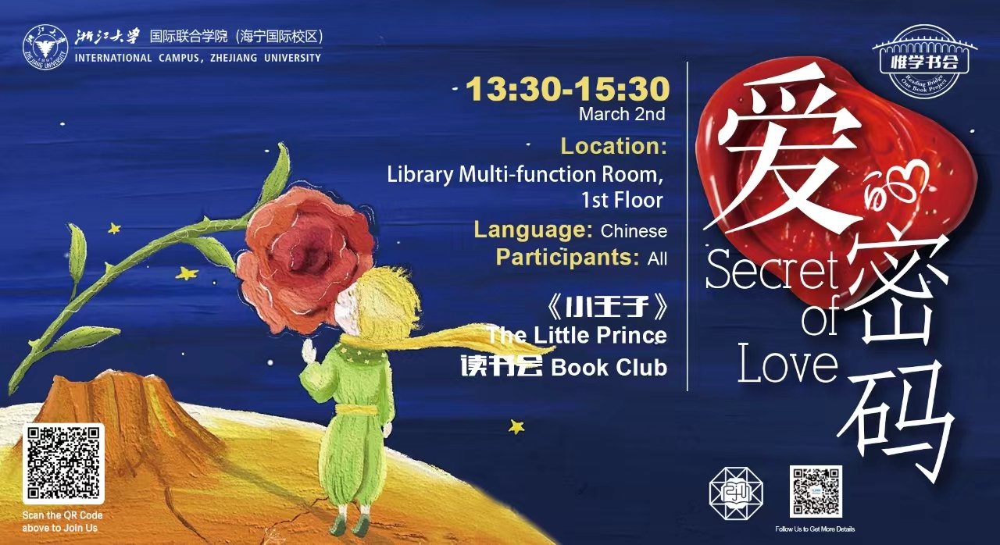 浙江大学 国际联合学院（海宁国际校区）
INTERNATIONAL CAMPUS, ZHEJIANG UNIVERSITY
ZHEJIANG UNIVERSITY
1897
惟学书会
Reading Bridge
One Book Project
13:30-15:30
March 2nd
Location:
Library Multi-function Room,
1st Floor
Language: Chinese
Participants: All
《小王子》
The Little Prince
读书会 Book Club
爱的密码
Secret
of
Love
Scan the QR Code
above to Join Us
Follow Us to Get More Details